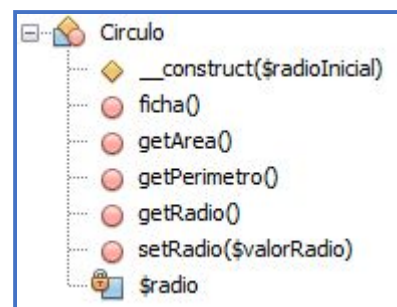 Circulo
__construct($radioInicial)
ficha()
getArea()
getPerimetro()
getRadio()
setRadio($valorRadio)
$radio